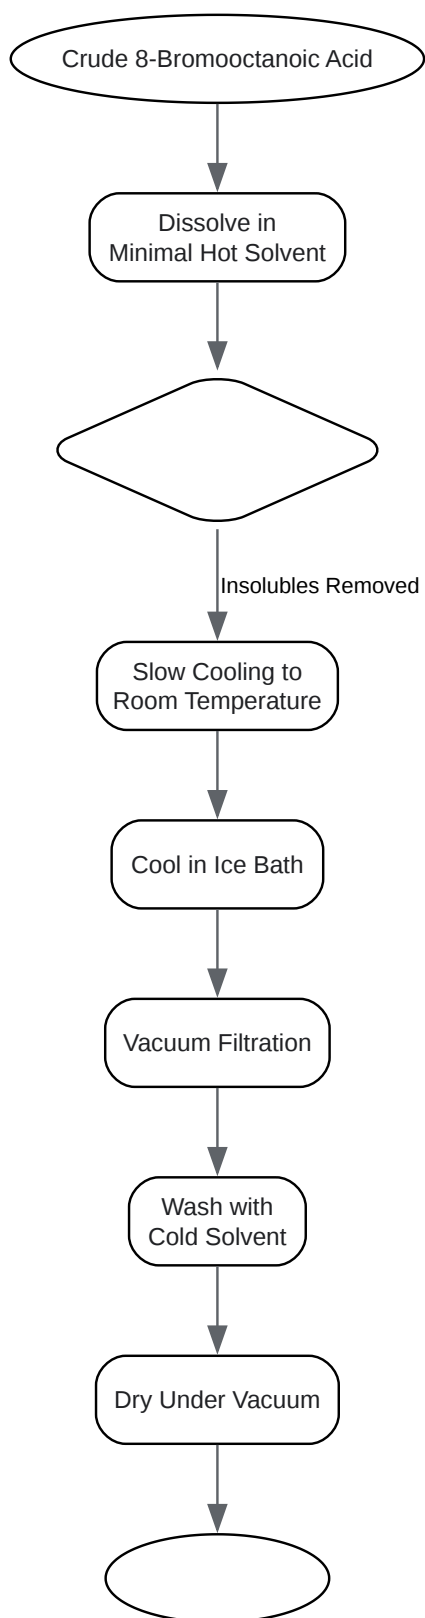 Crude 8-Bromooctanoic Acid
Dissolve in
Minimal Hot Solvent
Insolubles Removed
Slow Cooling to
Room Temperature
Cool in Ice Bath
Vacuum Filtration
Wash with
Cold Solvent
Dry Under Vacuum